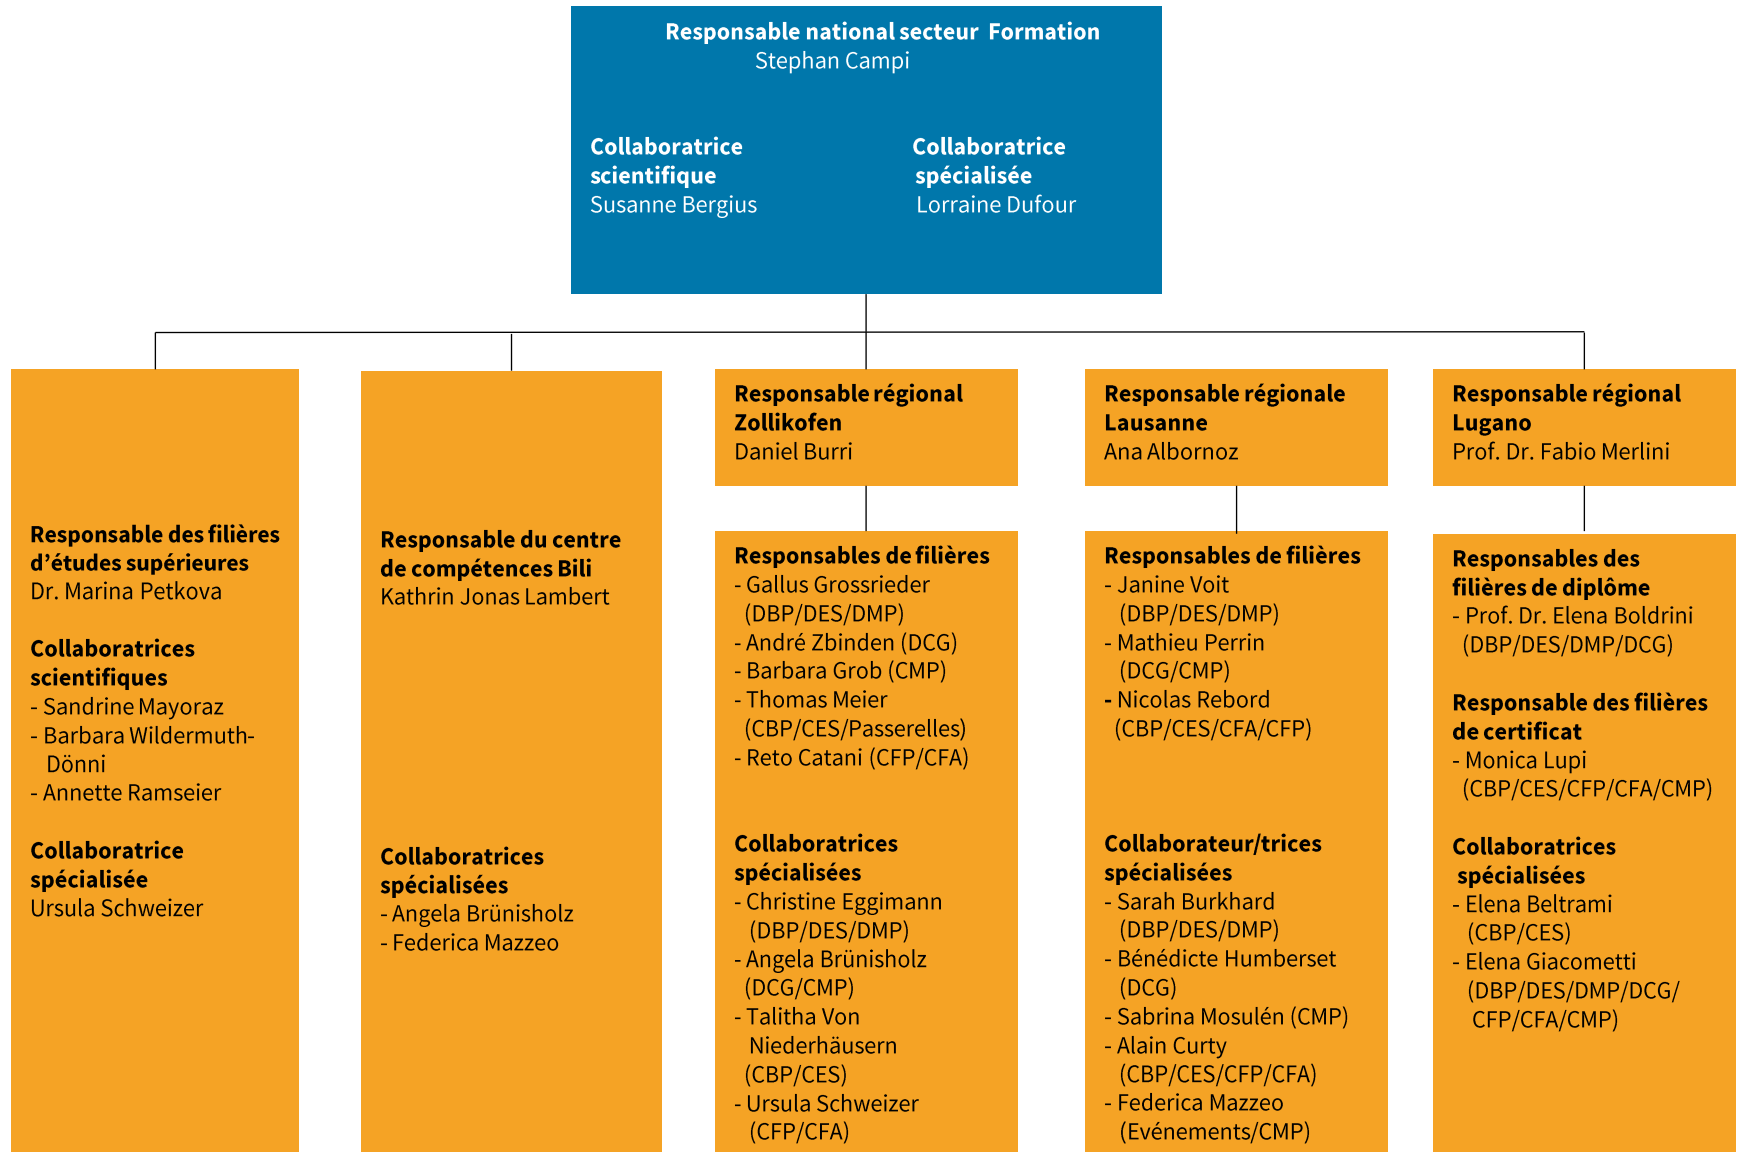 Responsable national secteur Formation
Stephan Campi
Collaboratrice
scientifique
Susanne Bergius
Collaboratrice
spécialisée
Lorraine Dufour
Responsable des filières
d’études supérieures
Dr. Marina Petkova
Collaboratrices
scientifiques
- Sandrine Mayoraz
- Barbara Wildermuth-
Dönni
- Annette Ramseier
Collaboratrice
spécialisée
Ursula Schweizer
Responsable du centre
de compétences Bili
Kathrin Jonas Lambert
Collaboratrices
spécialisées
- Angela Brünisholz
- Federica Mazzeo
Responsable régional
Zollikofen
Daniel Burri
Responsables de filières
- Gallus Grossrieder
(DBP/DES/DMP)
- André Zbinden (DCG)
- Barbara Grob (CMP)
- Thomas Meier
(CBP/CES/Passerelles)
- Reto Catani (CFP/CFA)
Collaboratrices
spécialisées
- Christine Eggimann
(DBP/DES/DMP)
- Angela Brünisholz
(DCG/CMP)
- Talitha Von
Niederhäusern
(CBP/CES)
- Ursula Schweizer
(CFP/CFA)
Responsable régionale
Lausanne
Ana Albornoz
Responsables de filières
- Janine Voit
(DBP/DES/DMP)
- Mathieu Perrin
(DCG/CMP)
- Nicolas Rebord
(CBP/CES/CFA/CFP)
Collaborateur/trices
spécialisées
- Sarah Burkhard
(DBP/DES/DMP)
- Bénédicte Humberset
(DCG)
- Sabrina Mosulén (CMP)
- Alain Curty
(CBP/CES/CFP/CFA)
- Federica Mazzeo
(Evénements/CMP)
Responsable régional
Lugano
Prof. Dr. Fabio Merlini
Responsables des
filières de diplôme
- Prof. Dr. Elena Boldrini
(DBP/DES/DMP/DCG)
Responsable des filières
de certificat
- Monica Lupi
(CBP/CES/CFP/CFA/CMP)
Collaboratrices
spécialisées
- Elena Beltrami
(CBP/CES)
- Elena Giacometti
(DBP/DES/DMP/DCG/
CFP/CFA/CMP)